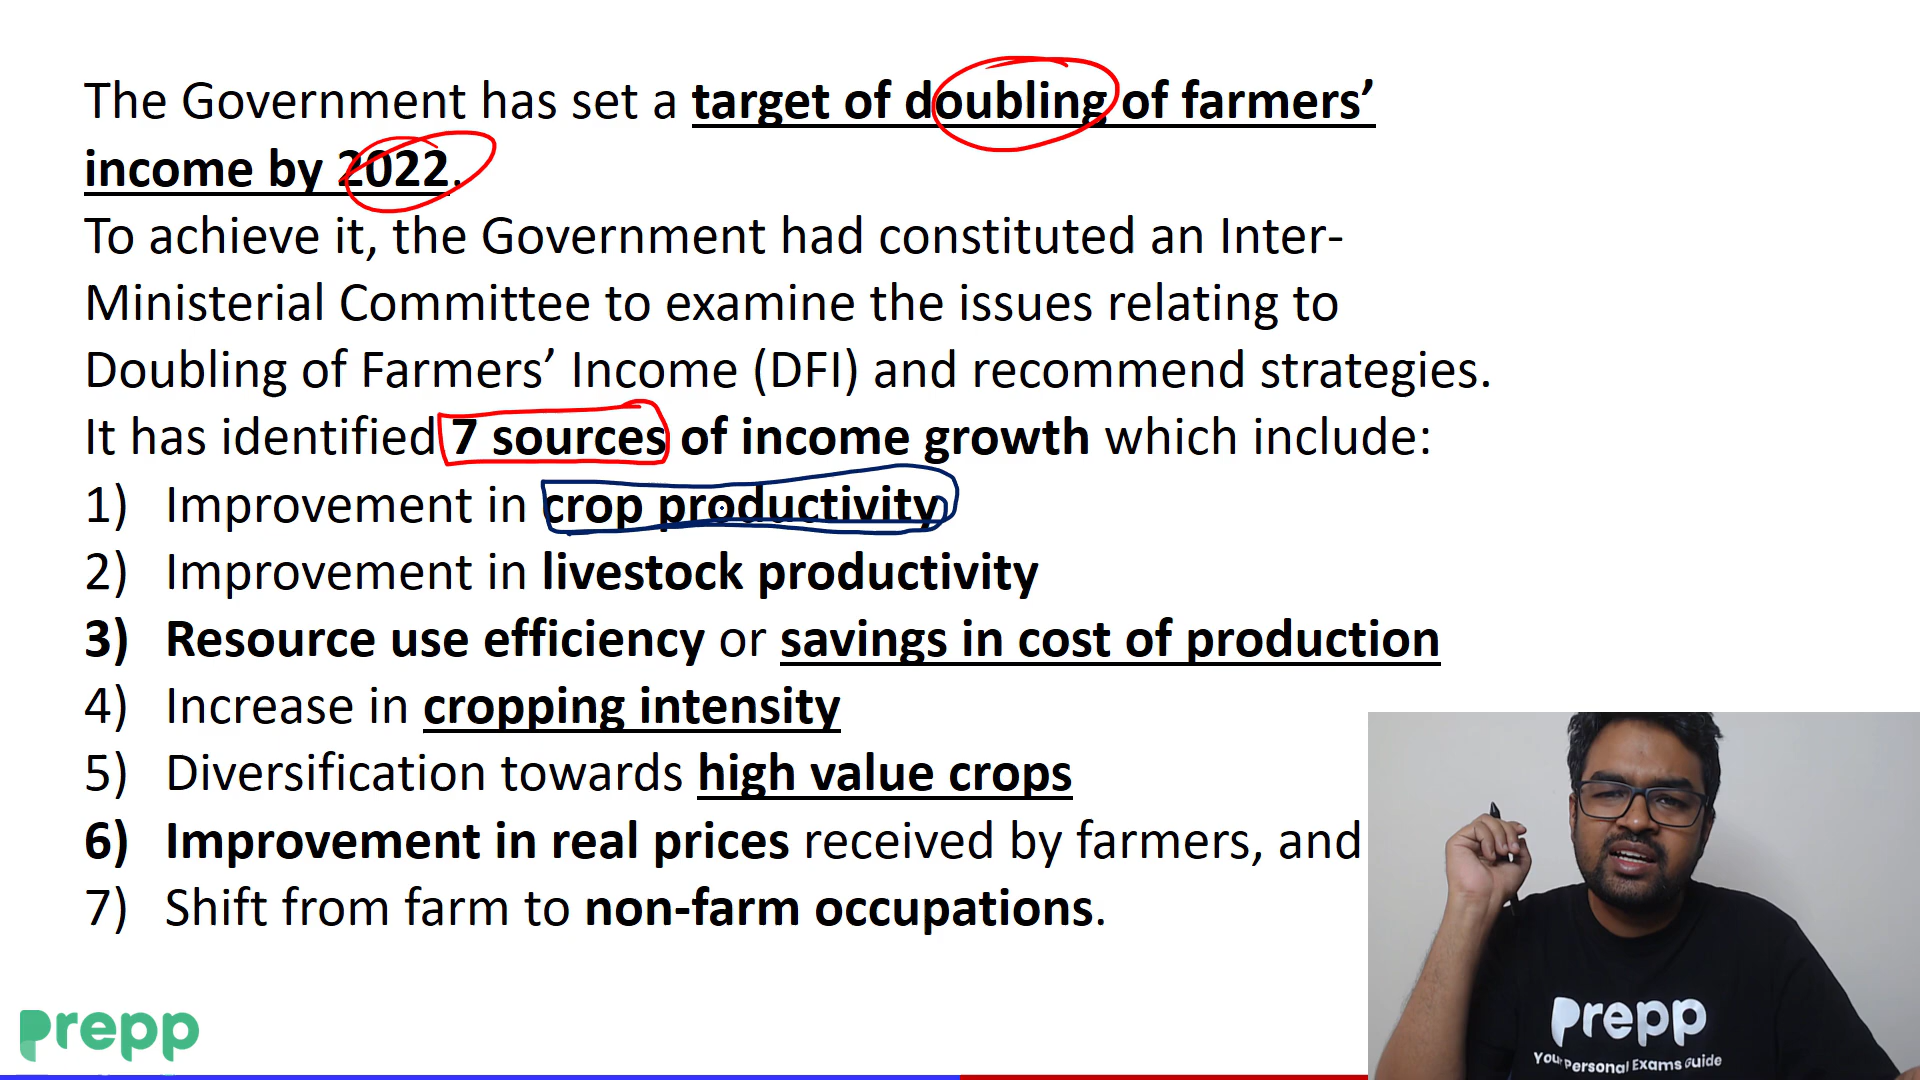 The Government has set a target of doubling of farmers’
income by 2022.
To achieve it, the Government had constituted an Inter-
Ministerial Committee to examine the issues relating to
Doubling of Farmers’ Income (DFI) and recommend strategies.
It has identified 7 sources of income growth which include:
1) Improvement in crop productivity
2) Improvement in livestock productivity
3) Resource use efficiency or savings in cost of production
4) Increase in cropping intensity
5) Diversification towards high value crops
6) Improvement in real prices received by farmers, and
7) Shift from farm to non-farm occupations.
prepp
prepp
Your Personal Exams Guide